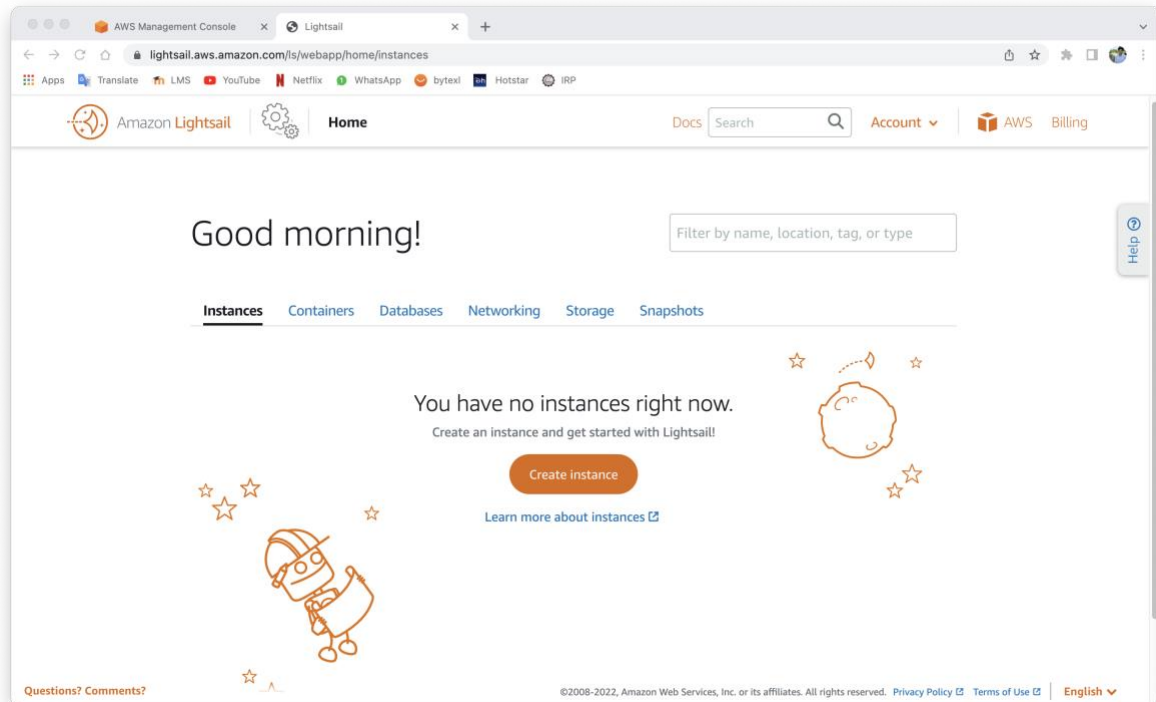 AWS Management Console
Lightsail
lightsail.aws.amazon.com/ls/webapp/home/instances
Apps Translate LMS YouTube Netflix WhatsApp bytexl Hotstar IRP
Amazon Lightsail Home Docs Search Account AWS Billing
Good morning!
Filter by name, location, tag, or type
Help
Instances Containers Databases Networking Storage Snapshots
You have no instances right now.
Create an instance and get started with Lightsail!
Create instance
Learn more about instances
Questions? Comments? ©2008-2022, Amazon Web Services, Inc. or its affiliates. All rights reserved. Privacy Policy Terms of Use English